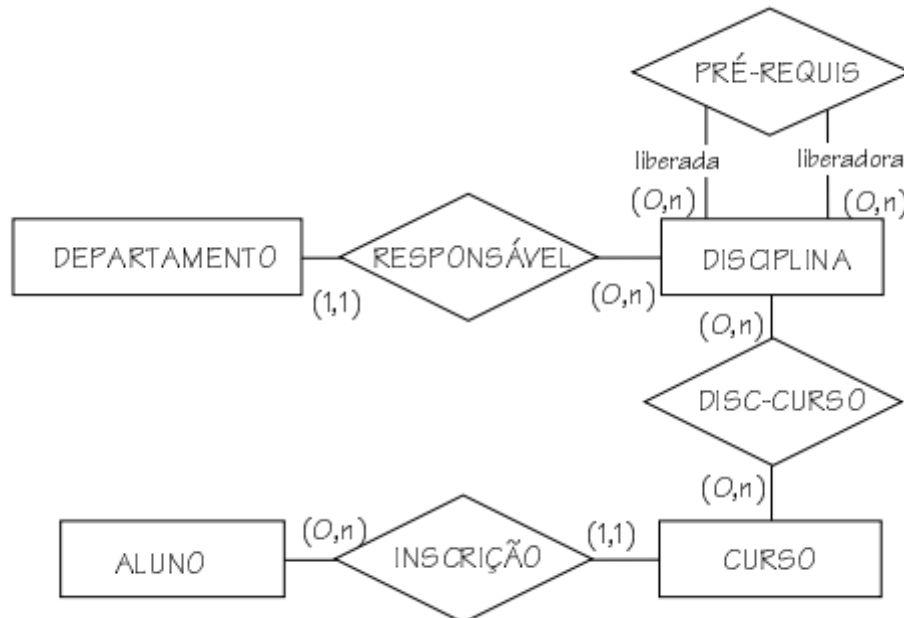 PRÉ-REQUIS
liberada
liberadora
(0,n)
(0,n)
DEPARTAMENTO
RESPONSÁVEL
DISCIPLINA
(1,1)
(0,n)
(0,n)
DISC-CURSO
(0,n)
ALUNO
(0,n)
INSCRIÇÃO
(1,1)
CURSO